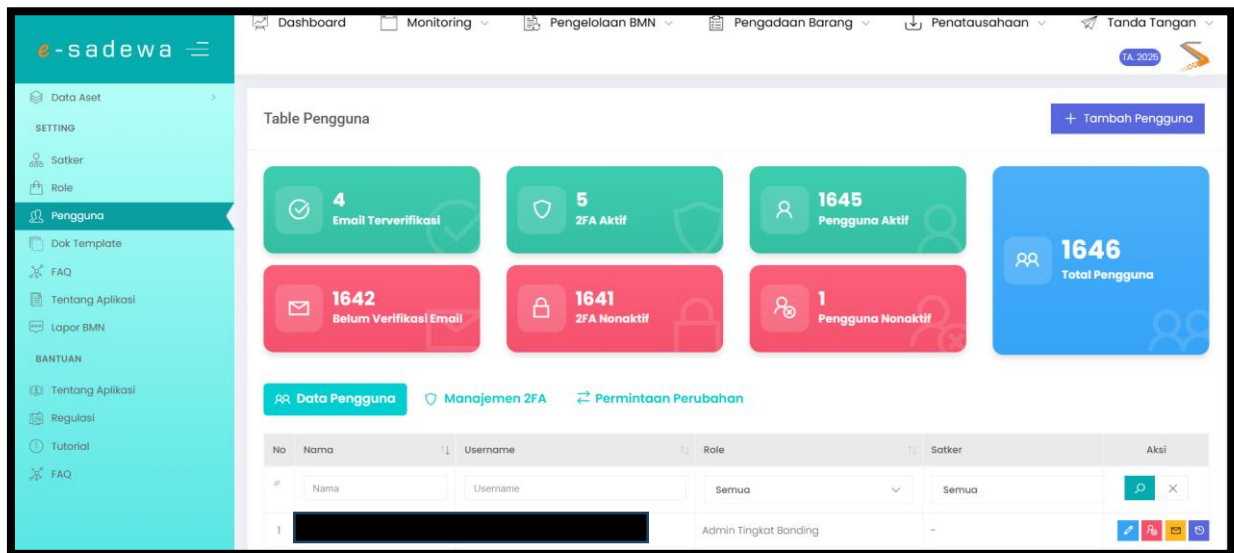 Dashboard Monitoring Pengelolaan BMN Pengadaan Barang Penatausahaan Tanda Tangan
e-sadewa
TA. 2025
Data Aset
SETTING
Satker
Role
Pengguna
Dok Template
FAQ
Tentang Aplikasi
Lapor BMN
BANTUAN
Tentang Aplikasi
Regulasi
Tutorial
FAQ
Table Pengguna
+ Tambah Pengguna
4
Email Terverifikasi
5
2FA Aktif
1645
Pengguna Aktif
1646
Total Pengguna
1642
Belum Verifikasi Email
1641
2FA Nonaktif
1
Pengguna Nonaktif
Data Pengguna Manajemen 2FA Permintaan Perubahan
No Nama Username Role Satker Aksi
# Nama Username Semua Semua
1 Admin Tingkat Banding -